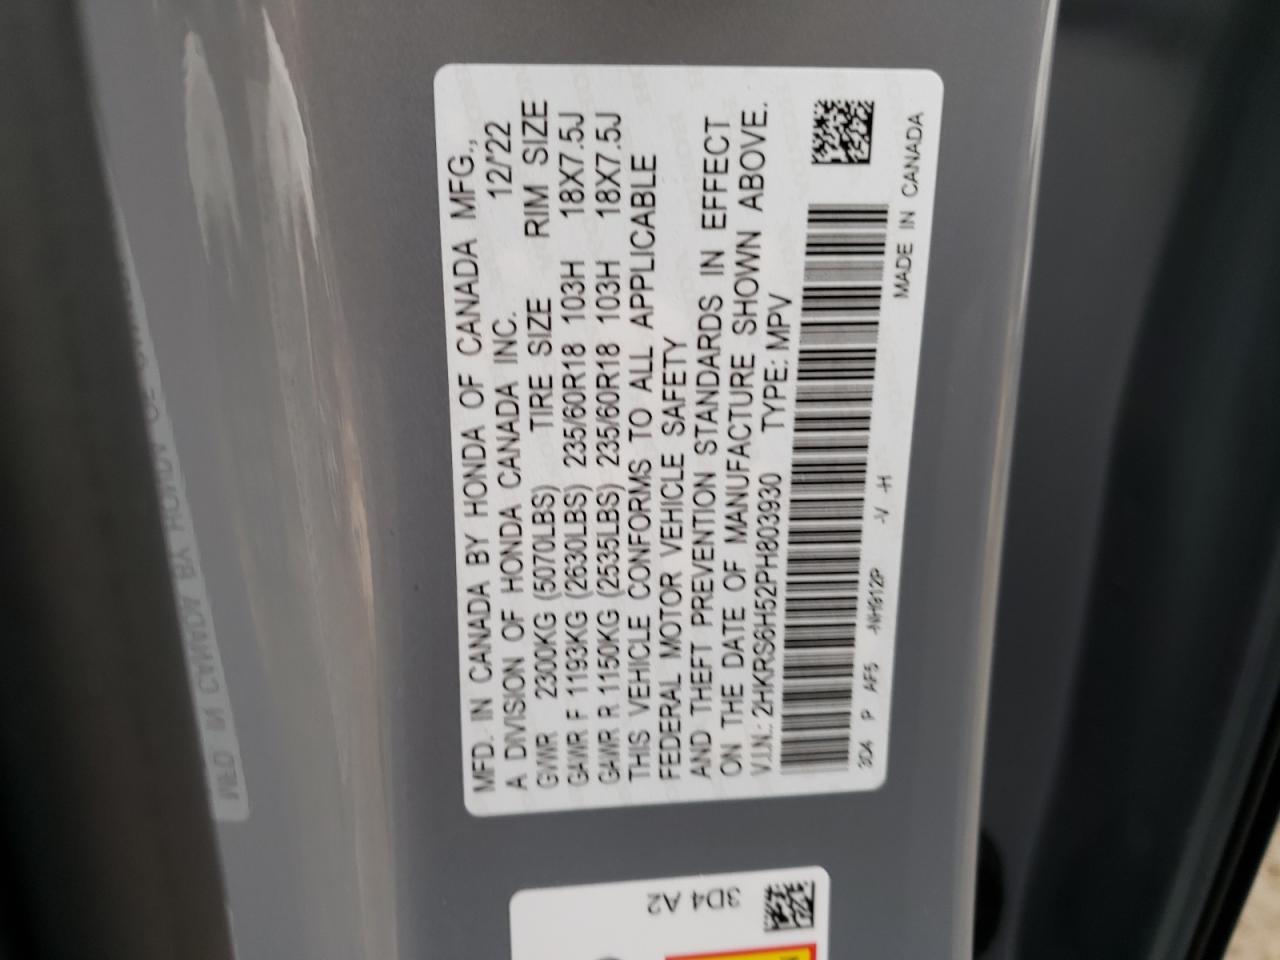 MFD. IN CANADA BY HONDA OF CANADA MFG.,
A DIVISION OF HONDA CANADA INC. 12/'22
GVWR 2300KG (5070LBS) TIRE SIZE RIM SIZE
GAWR F 1193KG (2630LBS) 235/60R18 103H 18X7.5J
GAWR R 1150KG (2535LBS) 235/60R18 103H 18X7.5J
THIS VEHICLE CONFORMS TO ALL APPLICABLE
FEDERAL MOTOR VEHICLE SAFETY
AND THEFT PREVENTION STANDARDS IN EFFECT
ON THE DATE OF MANUFACTURE SHOWN ABOVE.
V.I.N.: 2HKRS6H52PH803930 TYPE: MPV
3D4 P AF5 -NH912P -V -H
MADE IN CANADA
3D4 A2